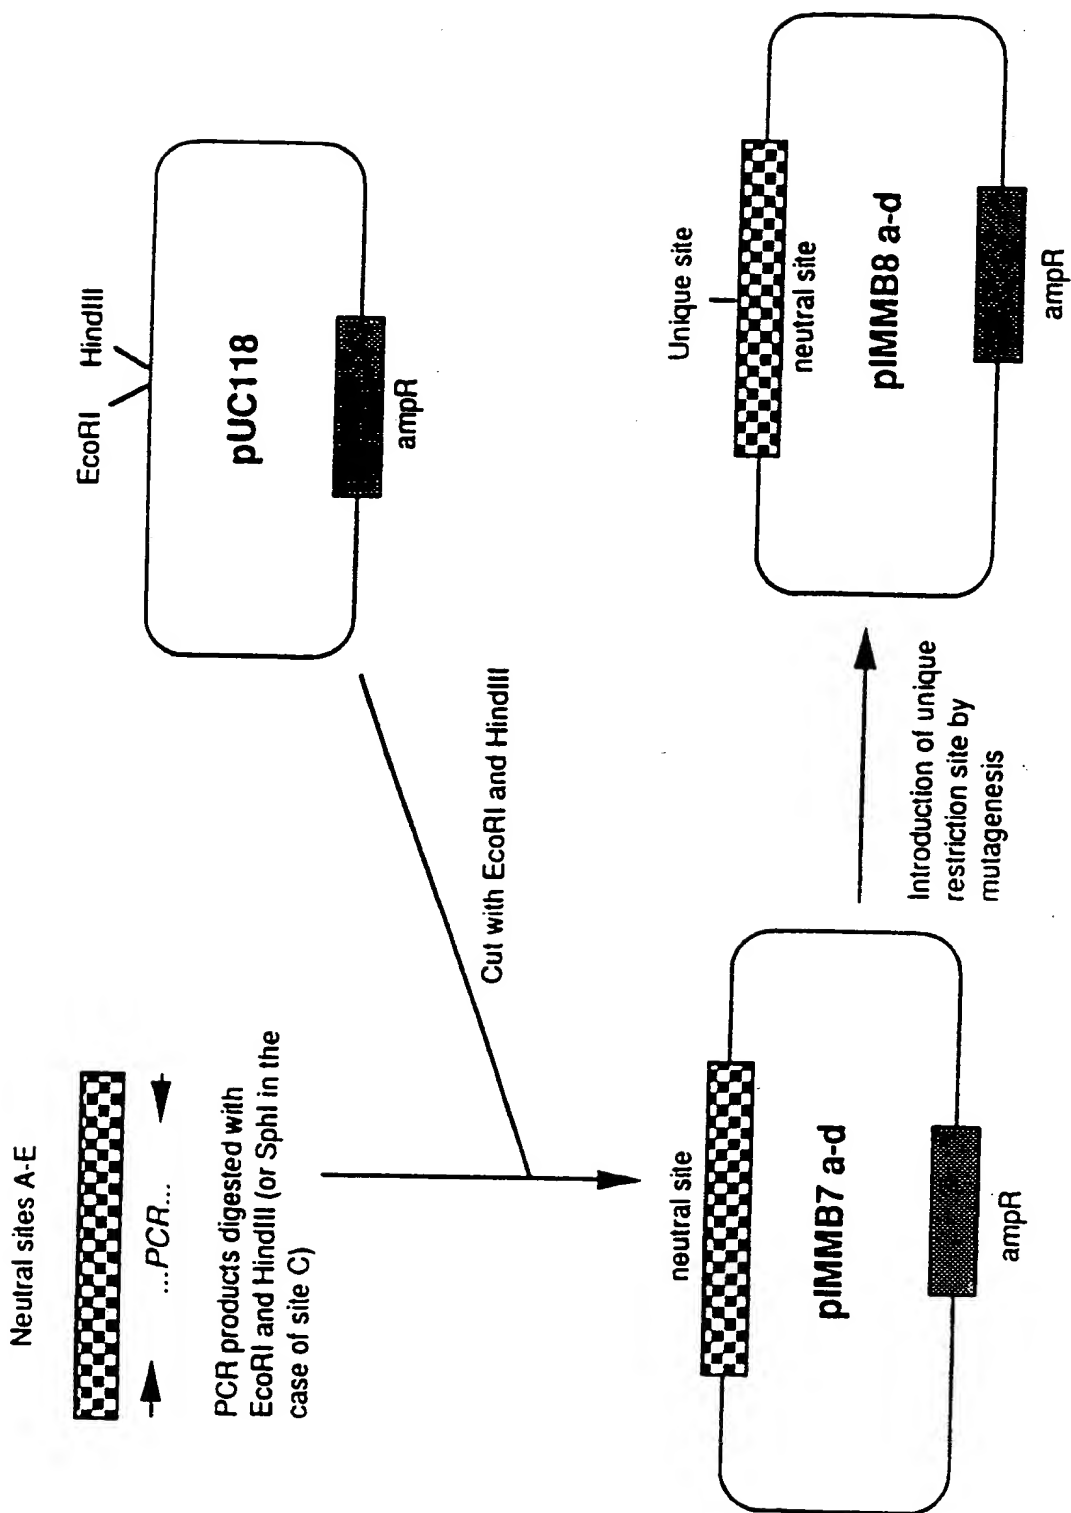 Neutral sites A-E
...PCR...
PCR products digested with
EcoRI and HindIII (or SphI in the
case of site C)
EcoRI
HindIII
pUC118
ampR
Cut with EcoRI and HindIII
neutral site
pIMMB7 a-d
ampR
Introduction of unique
restriction site by
mutagenesis
Unique site
neutral site
pIMMB8 a-d
ampR